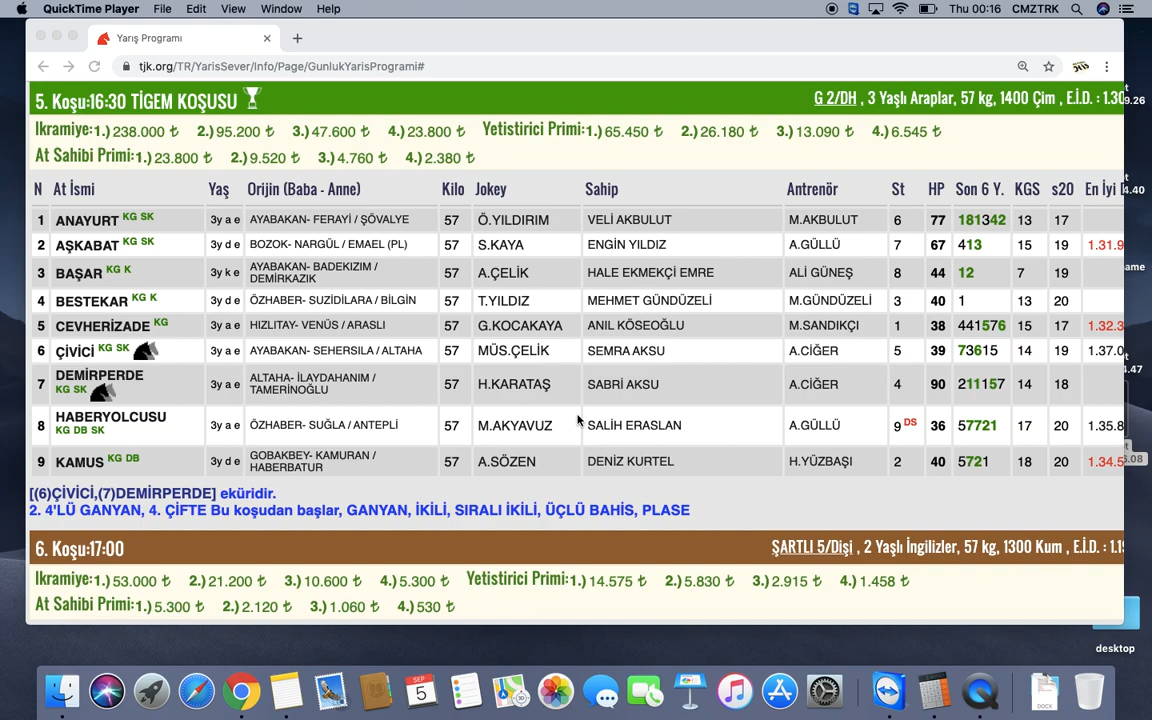 QuickTime Player File Edit View Window Help Thu 00:16 CMZTRK
Yarış Programı
tjk.org/TR/YarisSever/Info/Page/GunlukYarisProgrami#
5. Koşu:16:30 TİGEM KOŞUSU G 2/DH , 3 Yaşlı Araplar, 57 kg, 1400 Çim , E.İ.D. : 1.30
9.26
Ikramiye:1.) 238.000 ₺ 2.) 95.200 ₺ 3.) 47.600 ₺ 4.) 23.800 ₺ Yetistirici Primi:1.) 65.450 ₺ 2.) 26.180 ₺ 3.) 13.090 ₺ 4.) 6.545 ₺
At Sahibi Primi:1.) 23.800 ₺ 2.) 9.520 ₺ 3.) 4.760 ₺ 4.) 2.380 ₺
N At İsmi Yaş Orijin (Baba - Anne) Kilo Jokey Sahip Antrenör St HP Son 6 Y. KGS s20 En İyi
4.40
1 ANAYURT KG SK 3y a e AYABAKAN- FERAYİ / ŞÖVALYE 57 Ö.YILDIRIM VELİ AKBULUT M.AKBULUT 6 77 181342 13 17
2 AŞKABAT KG SK 3y d e BOZOK- NARGÜL / EMAEL (PL) 57 S.KAYA ENGİN YILDIZ A.GÜLLÜ 7 67 413 15 19 1.31.9
3 BAŞAR KG K 3y k e AYABAKAN- BADEKIZIM / DEMİRKAZIK 57 A.ÇELİK HALE EKMEKÇİ EMRE ALİ GÜNEŞ 8 44 12 7 19
ame
4 BESTEKAR KG K 3y d e ÖZHABER- SUZİDİLARA / BİLGİN 57 T.YILDIZ MEHMET GÜNDÜZELİ M.GÜNDÜZELİ 3 40 1 13 20
5 CEVHERİZADE KG 3y a e HIZLITAY- VENÜS / ARASLI 57 G.KOCAKAYA ANIL KÖSEOĞLU M.SANDIKÇI 1 38 441576 15 17 1.32.3
6 ÇİVİCİ KG SK 3y a e AYABAKAN- SEHERSILA / ALTAHA 57 MÜS.ÇELİK SEMRA AKSU A.CİĞER 5 39 73615 14 19 1.37.0
4.47
7 DEMİRPERDE KG SK 3y a e ALTAHA- İLAYDAHANIM / TAMERİNOĞLU 57 H.KARATAŞ SABRİ AKSU A.CİĞER 4 90 211157 14 18
8 HABERYOLCUSU KG DB SK 3y a e ÖZHABER- SUĞLA / ANTEPLİ 57 M.AKYAVUZ SALİH ERASLAN A.GÜLLÜ 9 DS 36 57721 17 20 1.35.8
9 KAMUS KG DB 3y d e GOBAKBEY- KAMURAN / HABERBATUR 57 A.SÖZEN DENİZ KURTEL H.YÜZBAŞI 2 40 5721 18 20 1.34.5
5.08
[(6)ÇİVİCİ,(7)DEMİRPERDE] eküridir.
2. 4'LÜ GANYAN, 4. ÇİFTE Bu koşudan başlar, GANYAN, İKİLİ, SIRALI İKİLİ, ÜÇLÜ BAHİS, PLASE
6. Koşu:17:00 ŞARTLI 5/Dişi , 2 Yaşlı İngilizler, 57 kg, 1300 Kum , E.İ.D. : 1.1
Ikramiye:1.) 53.000 ₺ 2.) 21.200 ₺ 3.) 10.600 ₺ 4.) 5.300 ₺ Yetistirici Primi:1.) 14.575 ₺ 2.) 5.830 ₺ 3.) 2.915 ₺ 4.) 1.458 ₺
At Sahibi Primi:1.) 5.300 ₺ 2.) 2.120 ₺ 3.) 1.060 ₺ 4.) 530 ₺
desktop
SEP
5
DOCX